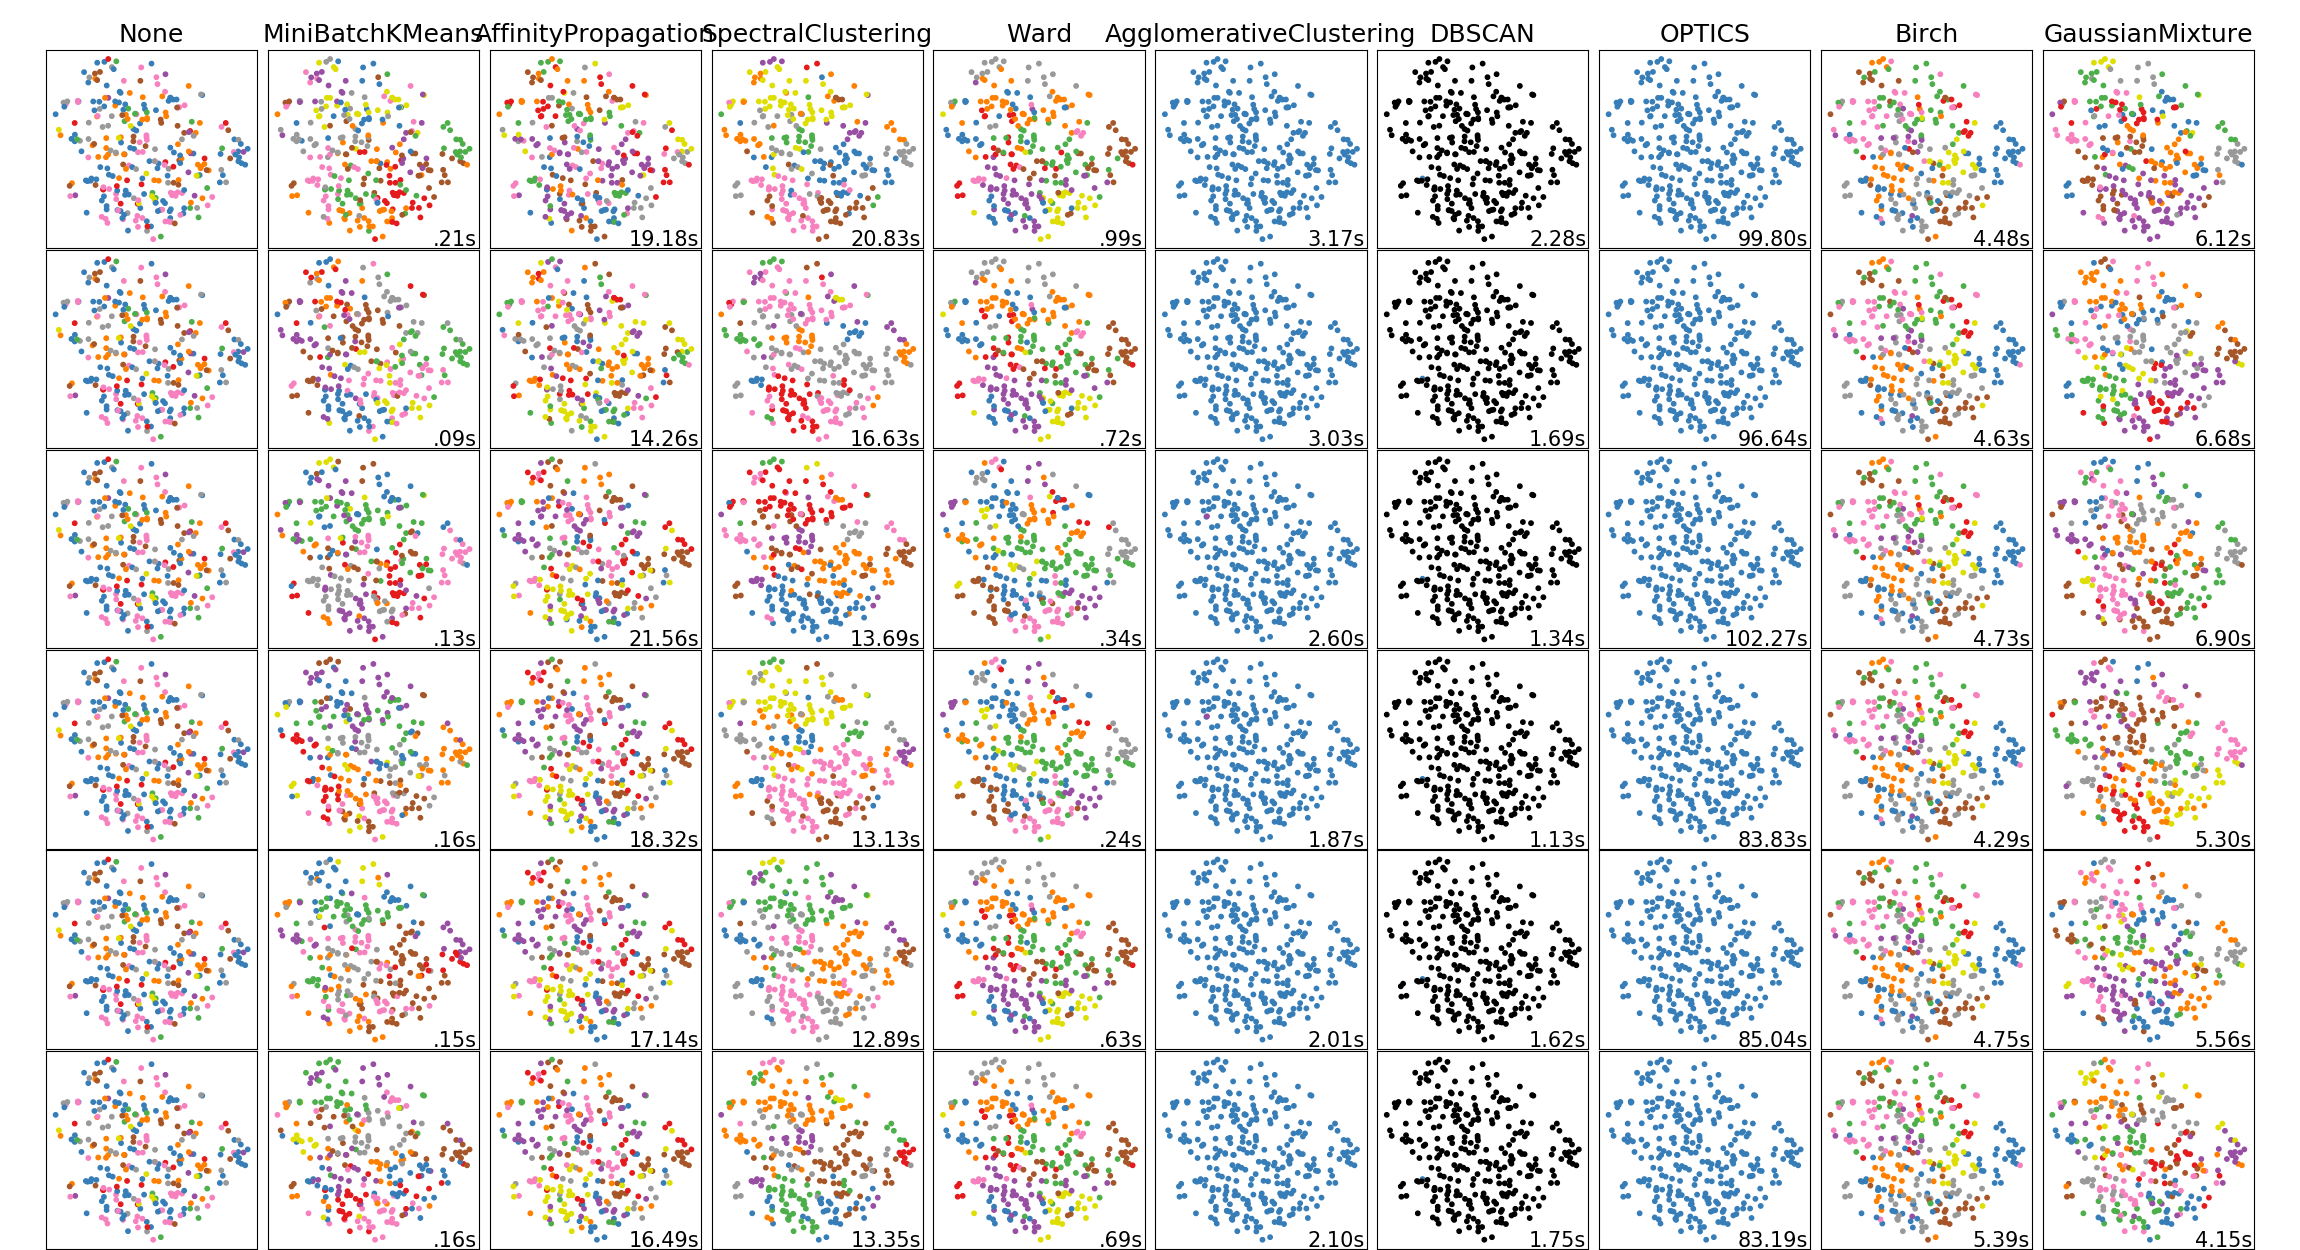 None MiniBatchKMeans AffinityPropagation SpectralClustering Ward AgglomerativeClustering DBSCAN OPTICS Birch GaussianMixture
.21s 19.18s 20.83s .99s 3.17s 2.28s 99.80s 4.48s 6.12s
.09s 14.26s 16.63s .72s 3.03s 1.69s 96.64s 4.63s 6.68s
.13s 21.56s 13.69s .34s 2.60s 1.34s 102.27s 4.73s 6.90s
.16s 18.32s 13.13s .24s 1.87s 1.13s 83.83s 4.29s 5.30s
.15s 17.14s 12.89s .63s 2.01s 1.62s 85.04s 4.75s 5.56s
.16s 16.49s 13.35s .69s 2.10s 1.75s 83.19s 5.39s 4.15s